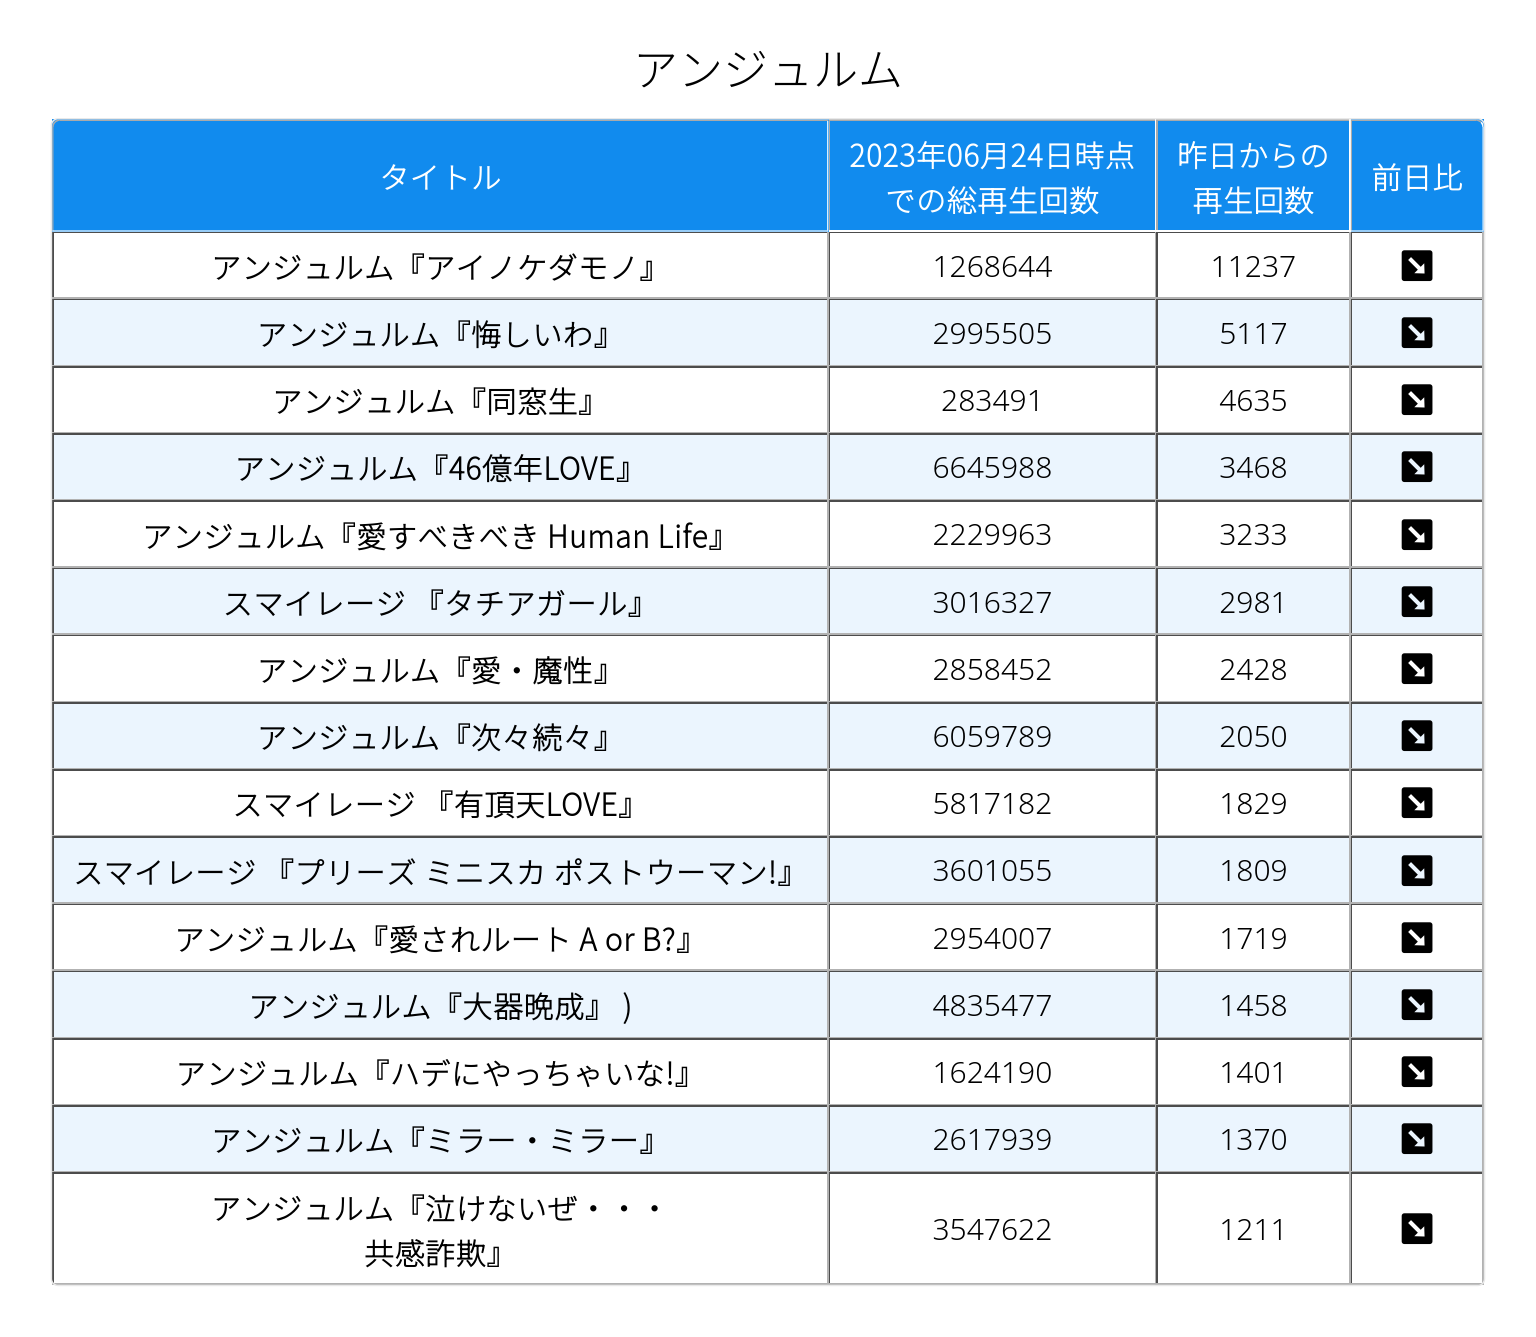 アンジュルム
タイトル
2023年06月24日時点
での総再生回数
昨日からの
再生回数
前日比
アンジュルム『アイノケダモノ』 1268644 11237 ↘
アンジュルム『悔しいわ』 2995505 5117 ↘
アンジュルム『同窓生』 283491 4635 ↘
アンジュルム『46億年LOVE』 6645988 3468 ↘
アンジュルム『愛すべきべき Human Life』 2229963 3233 ↘
スマイレージ 『タチアガール』 3016327 2981 ↘
アンジュルム『愛・魔性』 2858452 2428 ↘
アンジュルム『次々続々』 6059789 2050 ↘
スマイレージ 『有頂天LOVE』 5817182 1829 ↘
スマイレージ 『プリーズ ミニスカ ポストウーマン!』 3601055 1809 ↘
アンジュルム『愛されルート A or B?』 2954007 1719 ↘
アンジュルム『大器晩成』 ) 4835477 1458 ↘
アンジュルム『ハデにやっちゃいな!』 1624190 1401 ↘
アンジュルム『ミラー・ミラー』 2617939 1370 ↘
アンジュルム『泣けないぜ・・・
共感詐欺』 3547622 1211 ↘